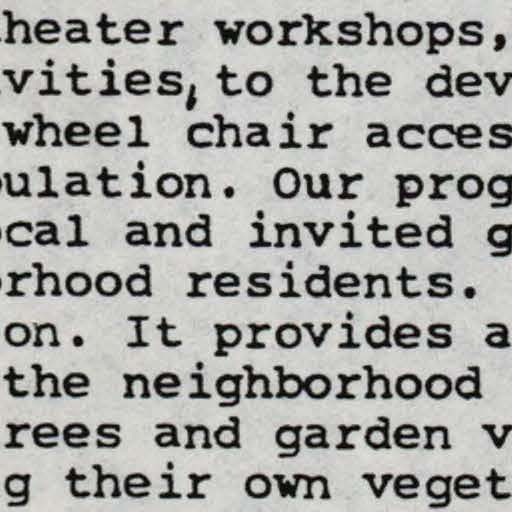 heater workshops,
vities, to the dev
wheel chair acces
ulation. Our prog
cal and invited g
rhood residents.
on. It provides a
the neighborhood
rees and garden v
g their own veget